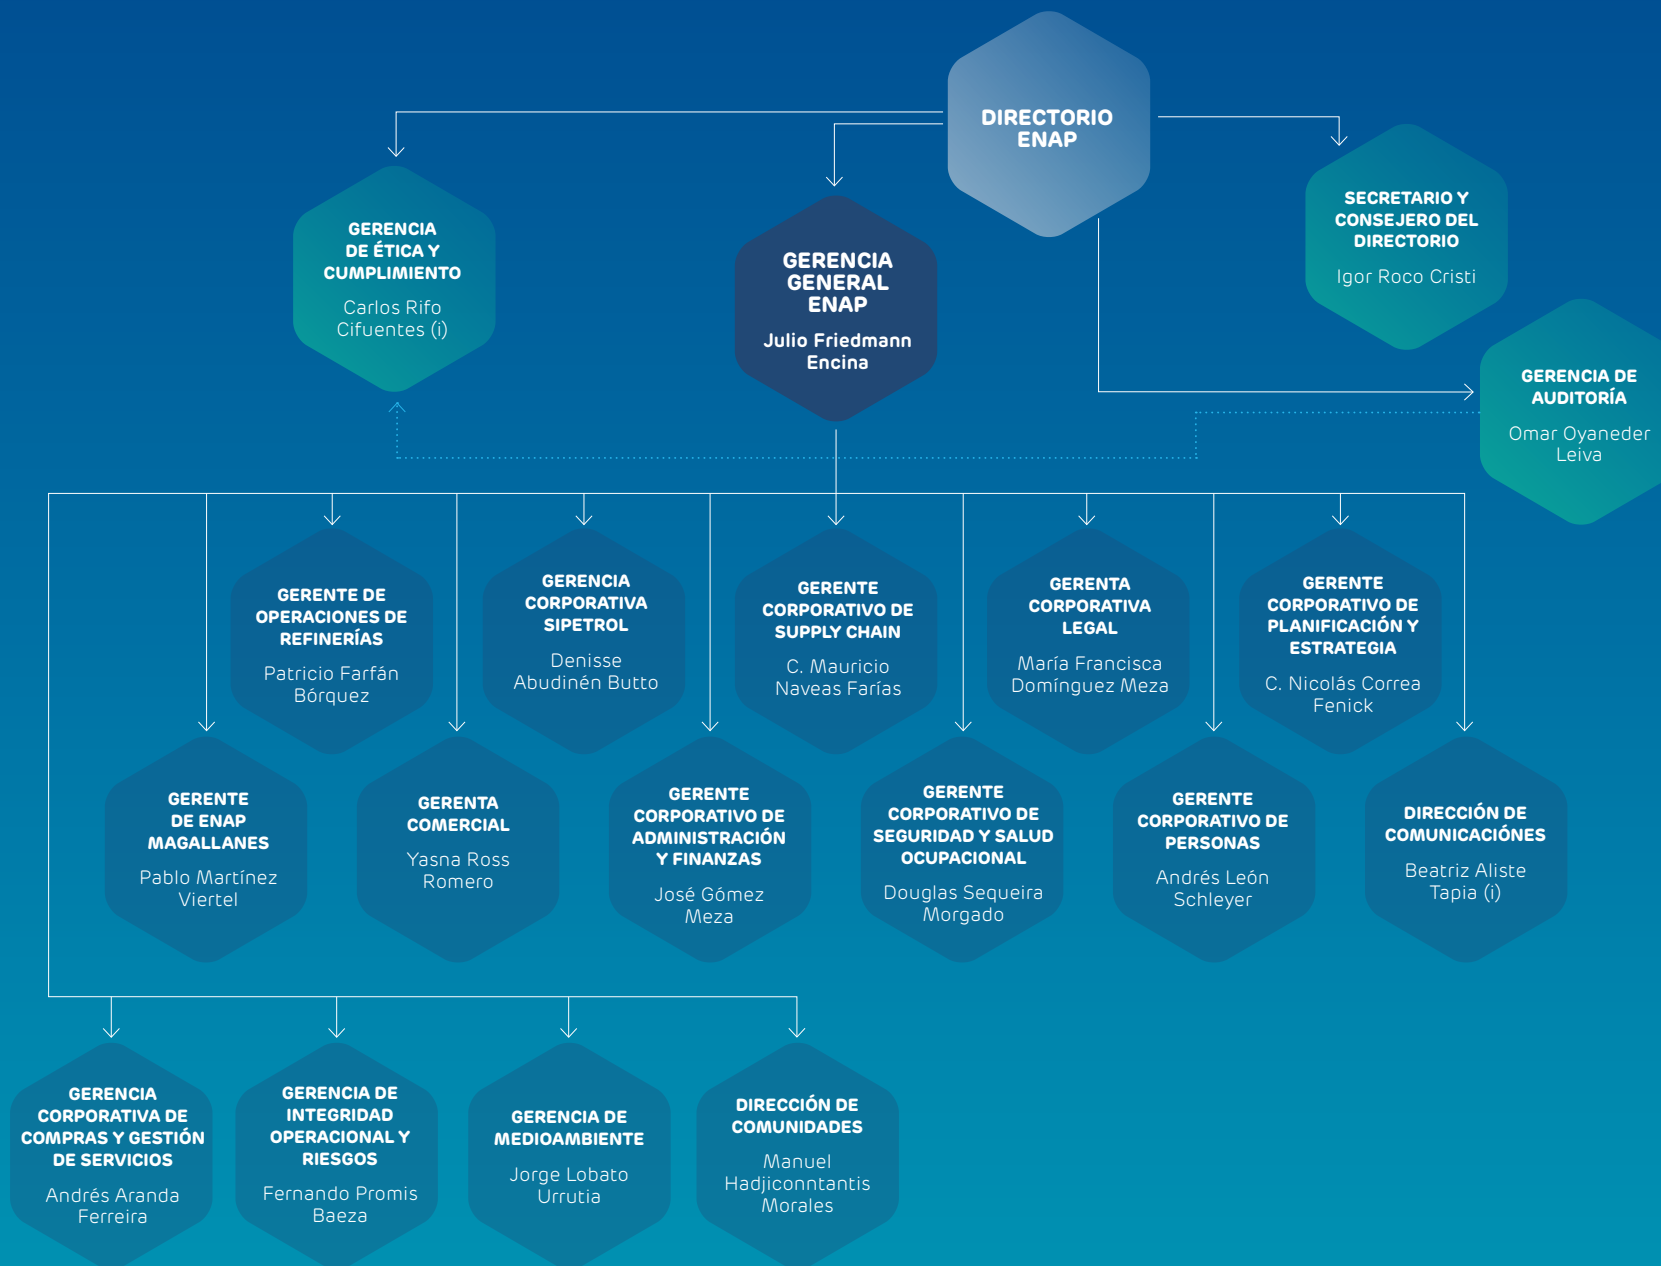 DIRECTORIO
ENAP
GERENCIA
DE ÉTICA Y
CUMPLIMIENTO
Carlos Rifo
Cifuentes (i)
GERENCIA
GENERAL
ENAP
Julio Friedmann
Encina
SECRETARIO Y
CONSEJERO DEL
DIRECTORIO
Igor Roco Cristi
GERENCIA DE
AUDITORÍA
Omar Oyaneder
Leiva
GERENTE DE
OPERACIONES DE
REFINERÍAS
Patricio Farfán
Bórquez
GERENCIA
CORPORATIVA
SIPETROL
Denisse
Abudinén Butto
GERENTE
CORPORATIVO DE
SUPPLY CHAIN
C. Mauricio
Naveas Farías
GERENTA
CORPORATIVA
LEGAL
María Francisca
Domínguez Meza
GERENTE
CORPORATIVO DE
PLANIFICACIÓN Y
ESTRATEGIA
C. Nicolás Correa
Fenick
GERENTE
DE ENAP
MAGALLANES
Pablo Martínez
Viertel
GERENTA
COMERCIAL
Yasna Ross
Romero
GERENTE
CORPORATIVO DE
ADMINISTRACIÓN
Y FINANZAS
José Gómez
Meza
GERENTE
CORPORATIVO DE
SEGURIDAD Y SALUD
OCUPACIONAL
Douglas Sequeira
Morgado
GERENTE
CORPORATIVO DE
PERSONAS
Andrés León
Schleyer
DIRECCIÓN DE
COMUNICACIÓNES
Beatriz Aliste
Tapia (i)
GERENCIA
CORPORATIVA DE
COMPRAS Y GESTIÓN
DE SERVICIOS
Andrés Aranda
Ferreira
GERENCIA DE
INTEGRIDAD
OPERACIONAL Y
RIESGOS
Fernando Promis
Baeza
GERENCIA DE
MEDIOAMBIENTE
Jorge Lobato
Urrutia
DIRECCIÓN DE
COMUNIDADES
Manuel
Hadjiconntantis
Morales